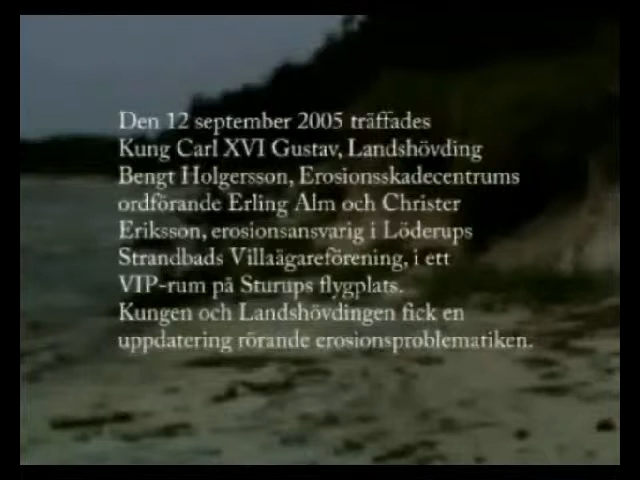 Den 12 september 2005 träffades
Kung Carl XVI Gustav, Landshövding
Bengt Holgersson, Erosionsskadecentrums
ordförande Erling Alm och Christer
Eriksson, erosionsansvarig i Löderups
Strandbads Villaägareförening, i ett
VIP-rum på Sturups flygplats.
Kungen och Landshövdingen fick en
uppdatering rörande erosionsproblematiken.